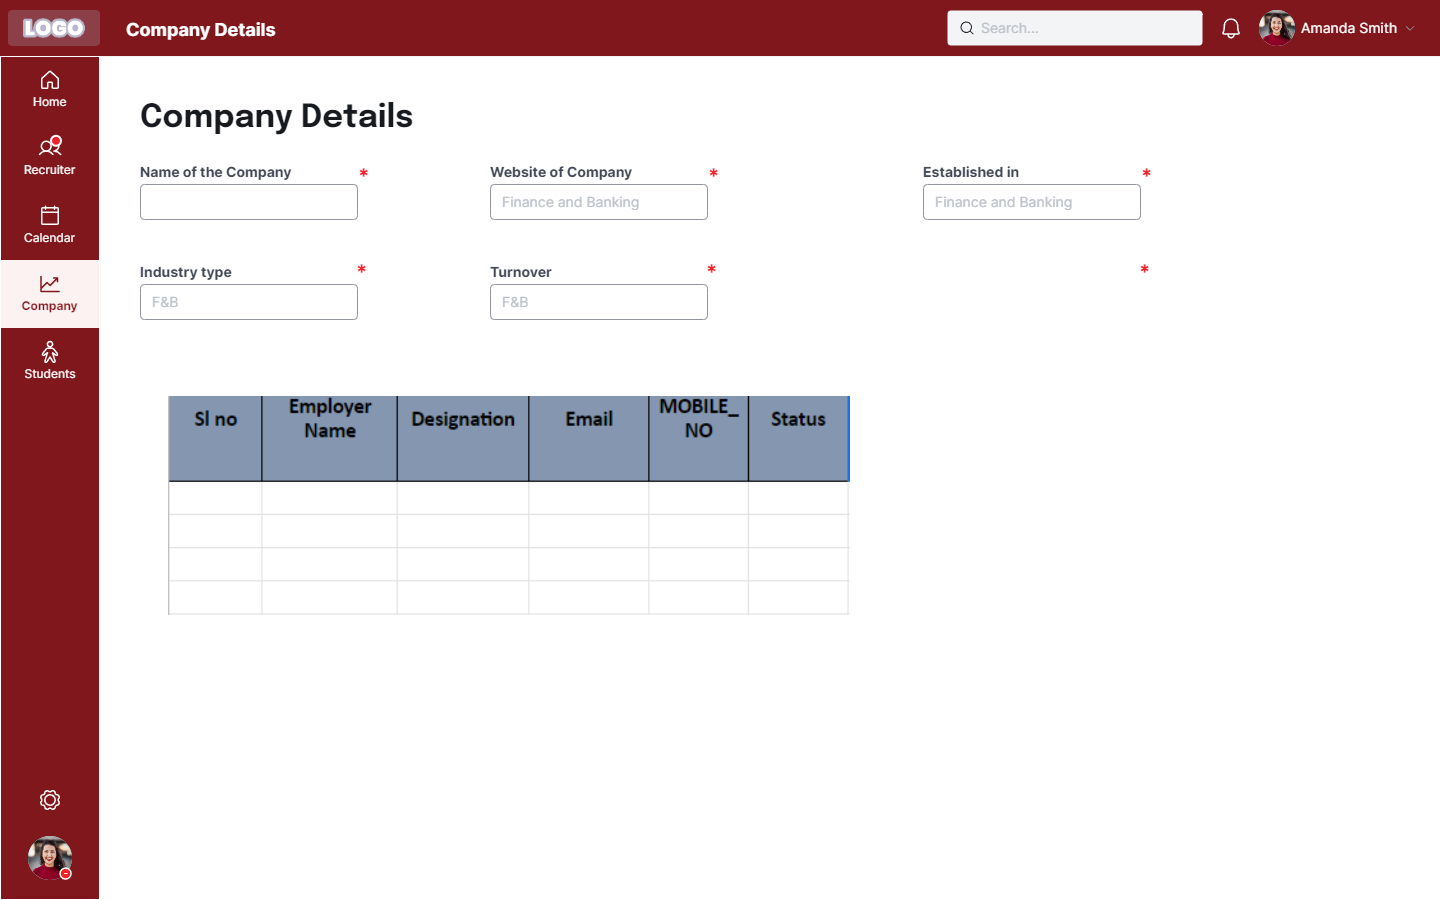 LOGO
Company Details
Search...
Amanda Smith
Home
Recruiter
Calendar
Company
Students
Company Details
Name of the Company *
Website of Company *
Finance and Banking
Established in *
Finance and Banking
Industry type *
F&B
Turnover *
F&B
*
Sl no
Employer
Name
Designation
Email
MOBILE_
NO
Status